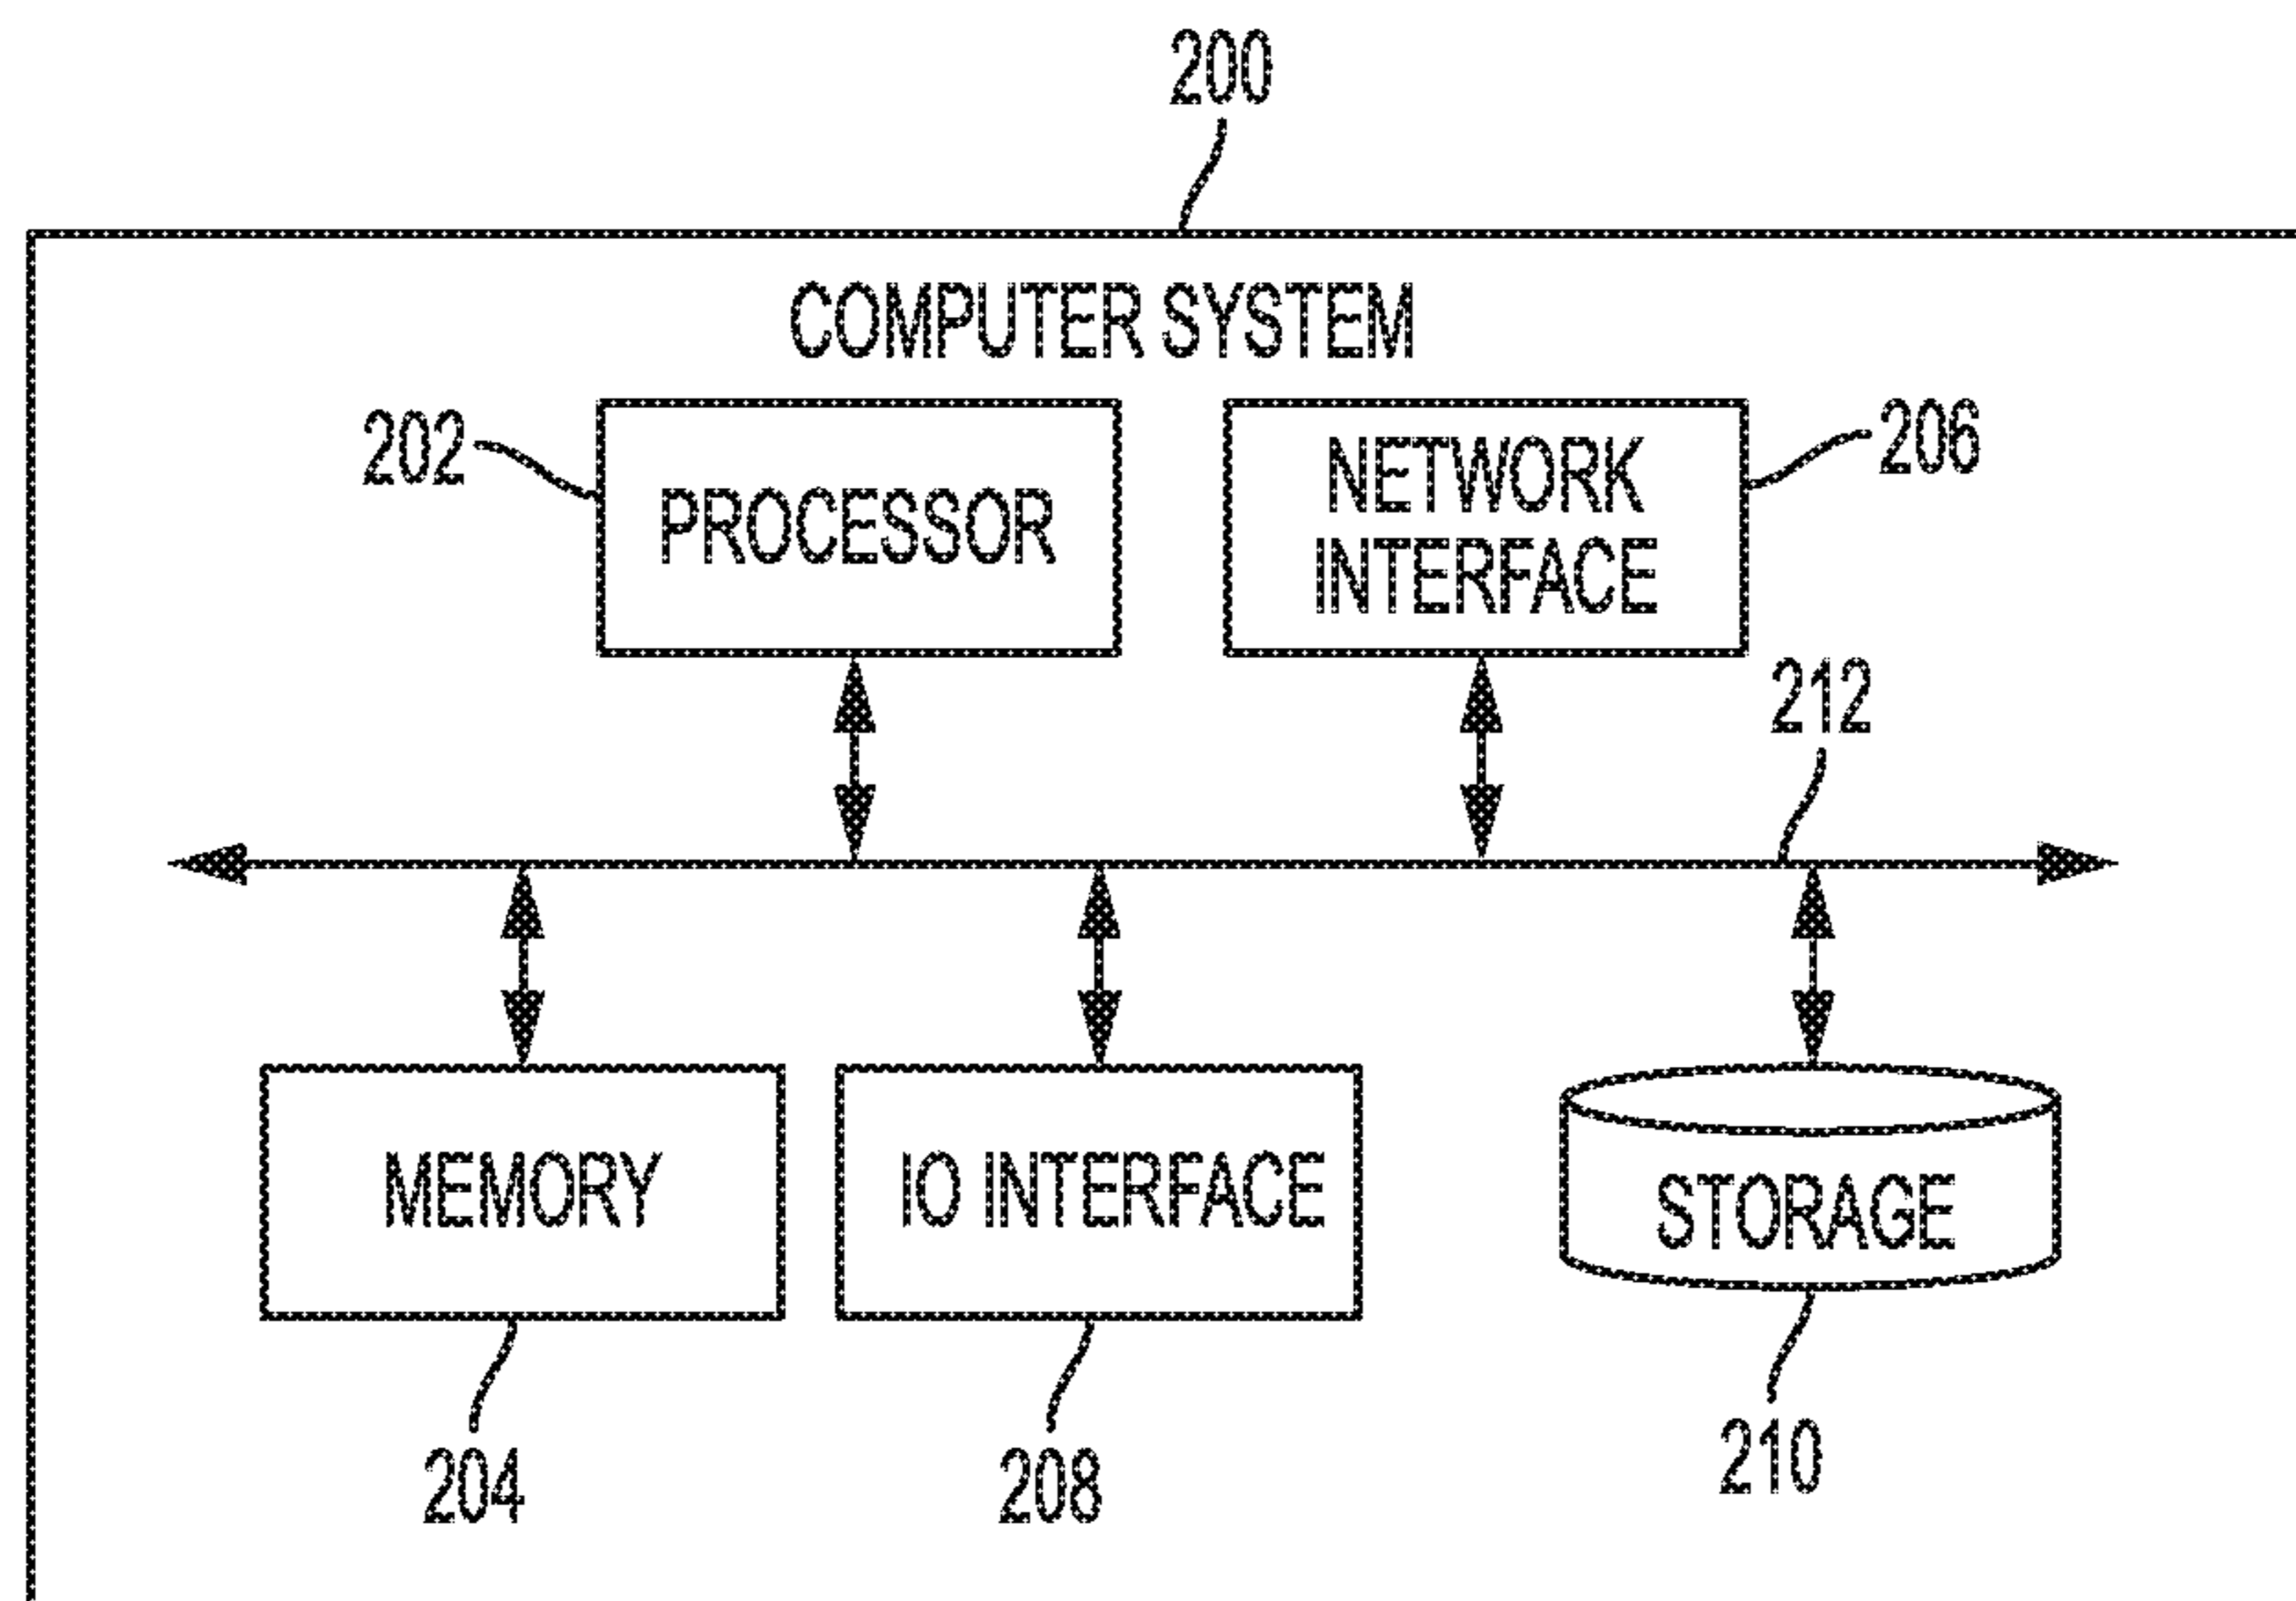 200
COMPUTER SYSTEM
202
PROCESSOR
NETWORK
INTERFACE
206
212
MEMORY
IO INTERFACE
STORAGE
204
208
210